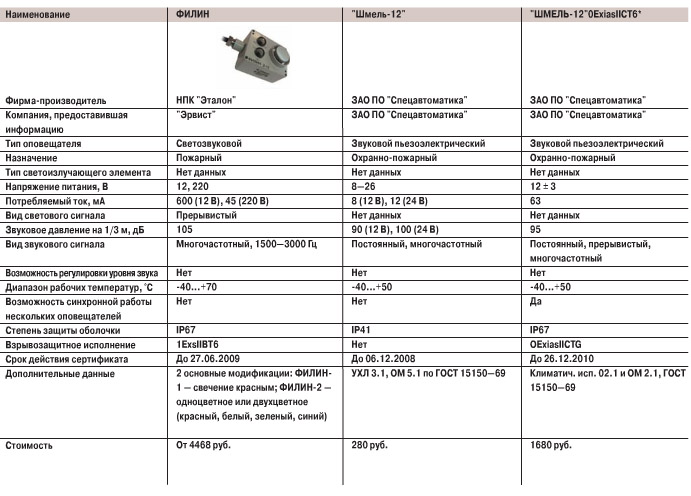 Наименование ФИЛИН "Шмель-12" "ШМЕЛЬ-12"0ExiasIICT6*
Фирма-производитель НПК "Эталон" ЗАО ПО "Спецавтоматика" ЗАО ПО "Спецавтоматика"
Компания, предоставившая "Эрвист" ЗАО ПО "Спецавтоматика" ЗАО ПО "Спецавтоматика"
информацию
Тип оповещателя Светозвуковой Звуковой пьезоэлектрический Звуковой пьезоэлектрический
Назначение Пожарный Охранно-пожарный Охранно-пожарный
Тип светоизлучающего элемента Нет данных Нет данных Нет данных
Напряжение питания, В 12, 220 8—26 12 ± 3
Потребляемый ток, мА 600 (12 В), 45 (220 В) 8 (12 В), 12 (24 В) 63
Вид светового сигнала Прерывистый Нет данных Нет данных
Звуковое давление на 1/3 м, дБ 105 90 (12 В), 100 (24 В) 95
Вид звукового сигнала Многочастотный, 1500—3000 Гц Постоянный, многочастотный Постоянный, прерывистый,
многочастотный
Возможность регулировки уровня звука Нет Нет Нет
Диапазон рабочих температур, °С -40...+70 -40...+50 -40...+50
Возможность синхронной работы Нет Нет Да
нескольких оповещателей
Степень защиты оболочки IP67 IP41 IP67
Взрывозащитное исполнение 1ExsIIBT6 Нет OExiasIICTG
Срок действия сертификата До 27.06.2009 До 06.12.2008 До 26.12.2010
Дополнительные данные 2 основные модификации: ФИЛИН- УХЛ 3.1, ОМ 5.1 по ГОСТ 15150—69 Климатич. исп. 02.1 и ОМ 2.1, ГОСТ
1 — свечение красным; ФИЛИН-2 — 15150—69
одноцветное или двухцветное
(красный, белый, зеленый, синий)
Стоимость От 4468 руб. 280 руб. 1680 руб.